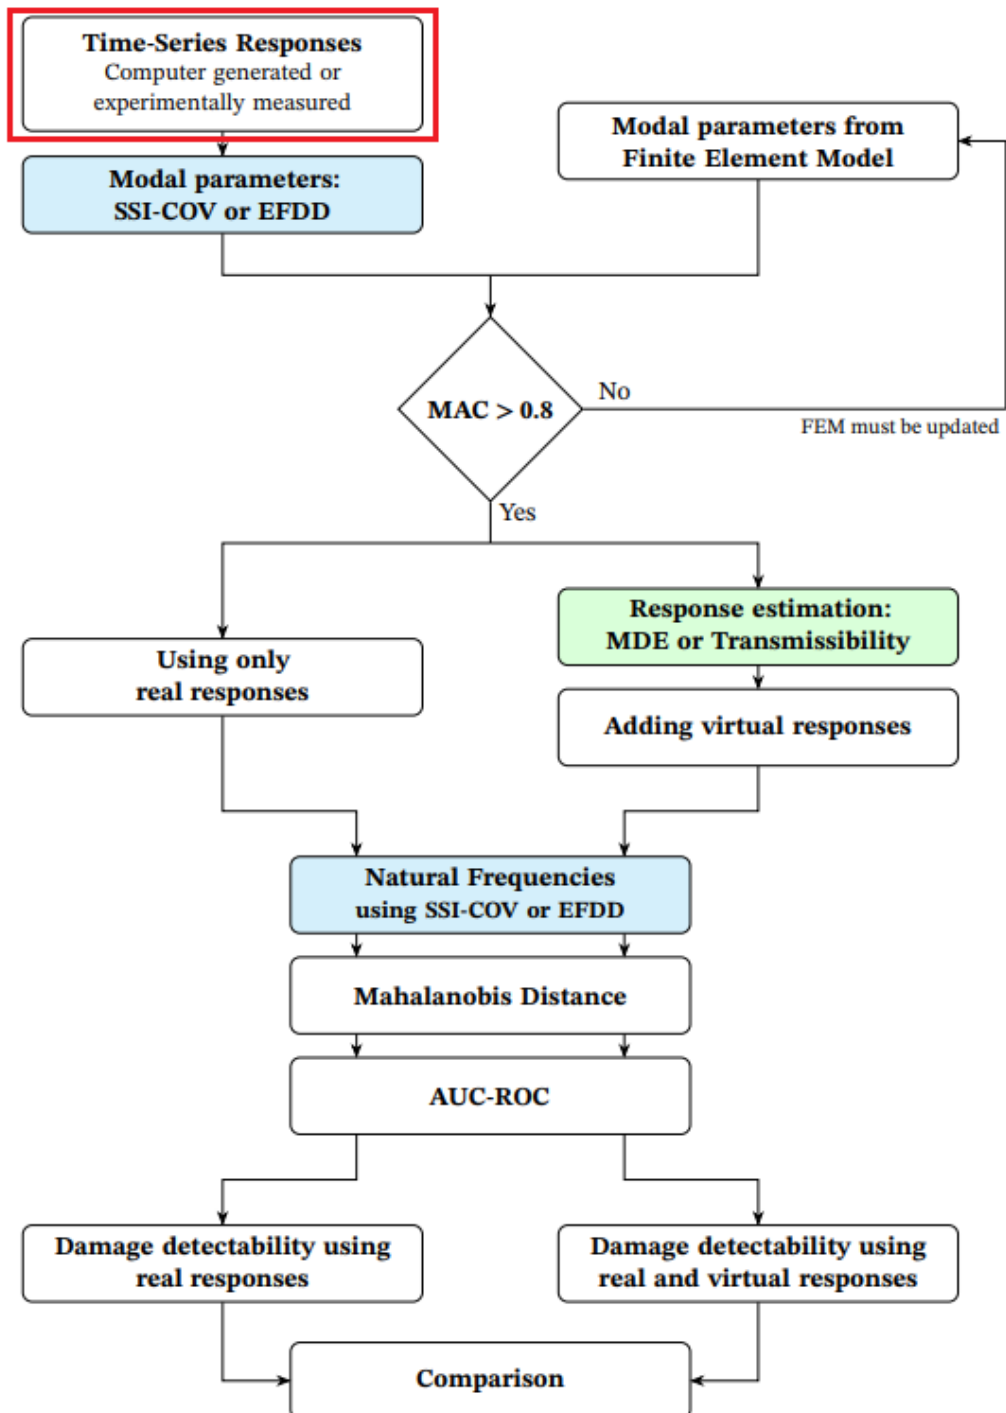 Time-Series Responses
Computer generated or
experimentally measured
Modal parameters from
Finite Element Model
Modal parameters:
SSI-COV or EFDD
MAC > 0.8
No
FEM must be updated
Yes
Response estimation:
MDE or Transmissibility
Using only
real responses
Adding virtual responses
Natural Frequencies
using SSI-COV or EFDD
Mahalanobis Distance
AUC-ROC
Damage detectability using
real responses
Damage detectability using
real and virtual responses
Comparison